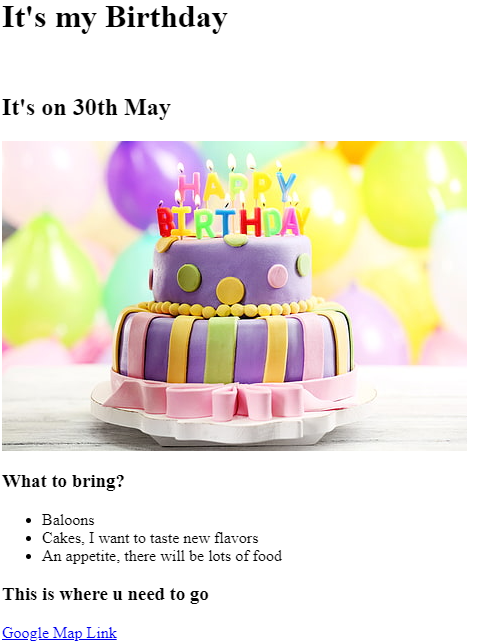 It's my Birthday
It's on 30th May
HAPPY
BIRTHDAY
What to bring?
Baloons
Cakes, I want to taste new flavors
An appetite, there will be lots of food
This is where u need to go
Google Map Link